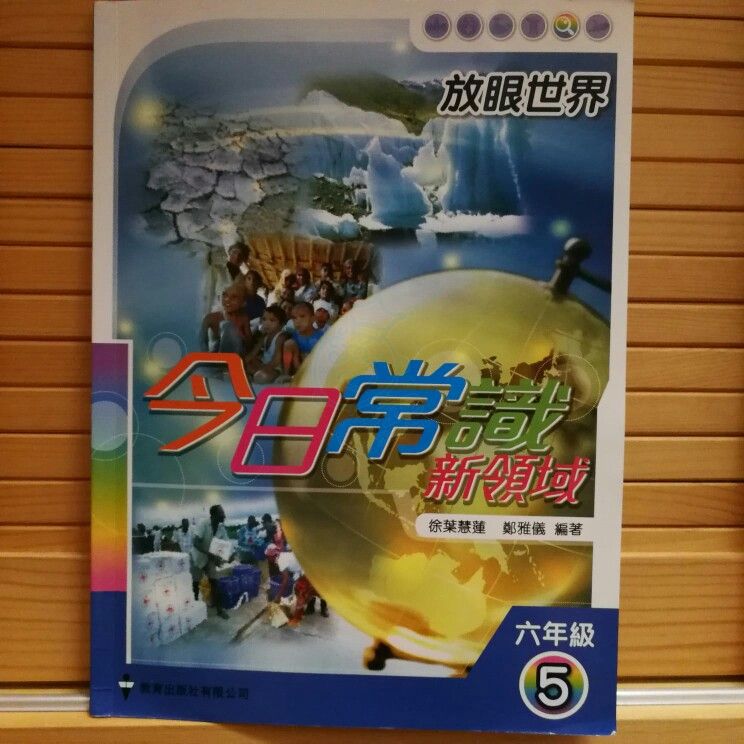 放眼世界
今日常識
新領域
徐葉慧蓮 鄭雅儀 編著
六年級
5
教育出版社有限公司